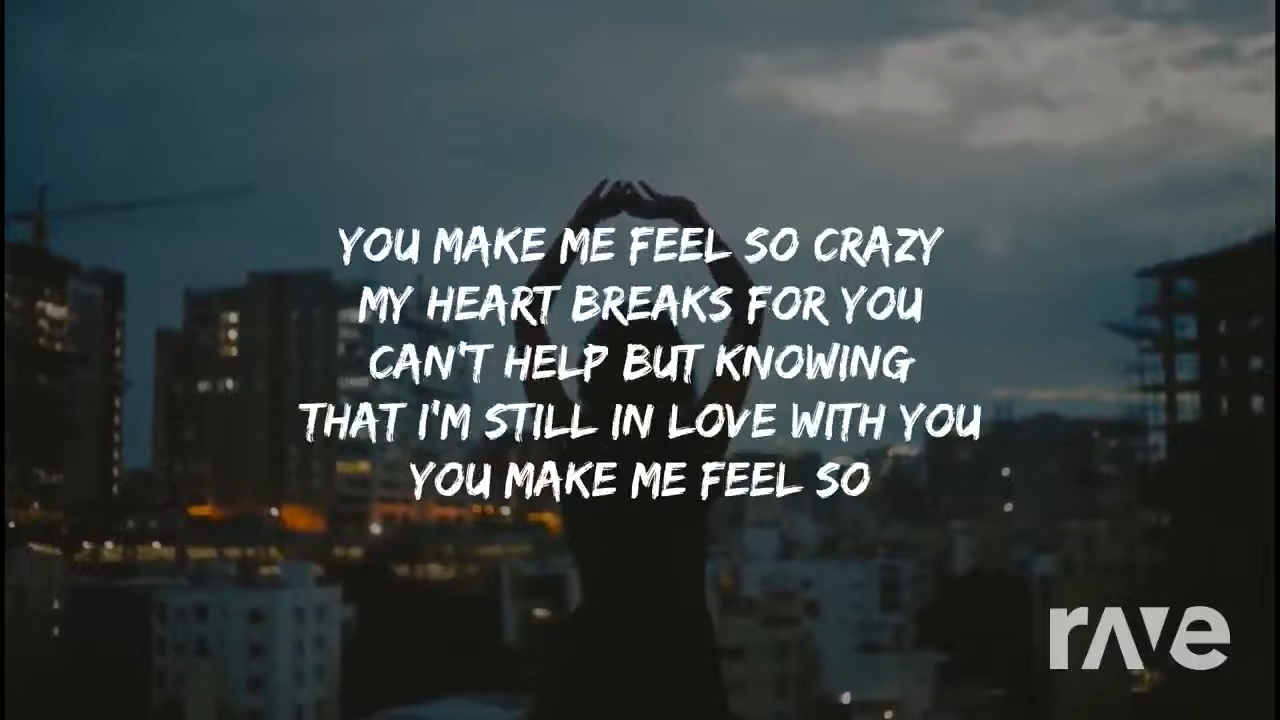 YOU MAKE ME FEEL SO CRAZY
MY HEART BREAKS FOR YOU
CAN'T HELP BUT KNOWING
THAT I'M STILL IN LOVE WITH YOU
YOU MAKE ME FEEL SO
rave